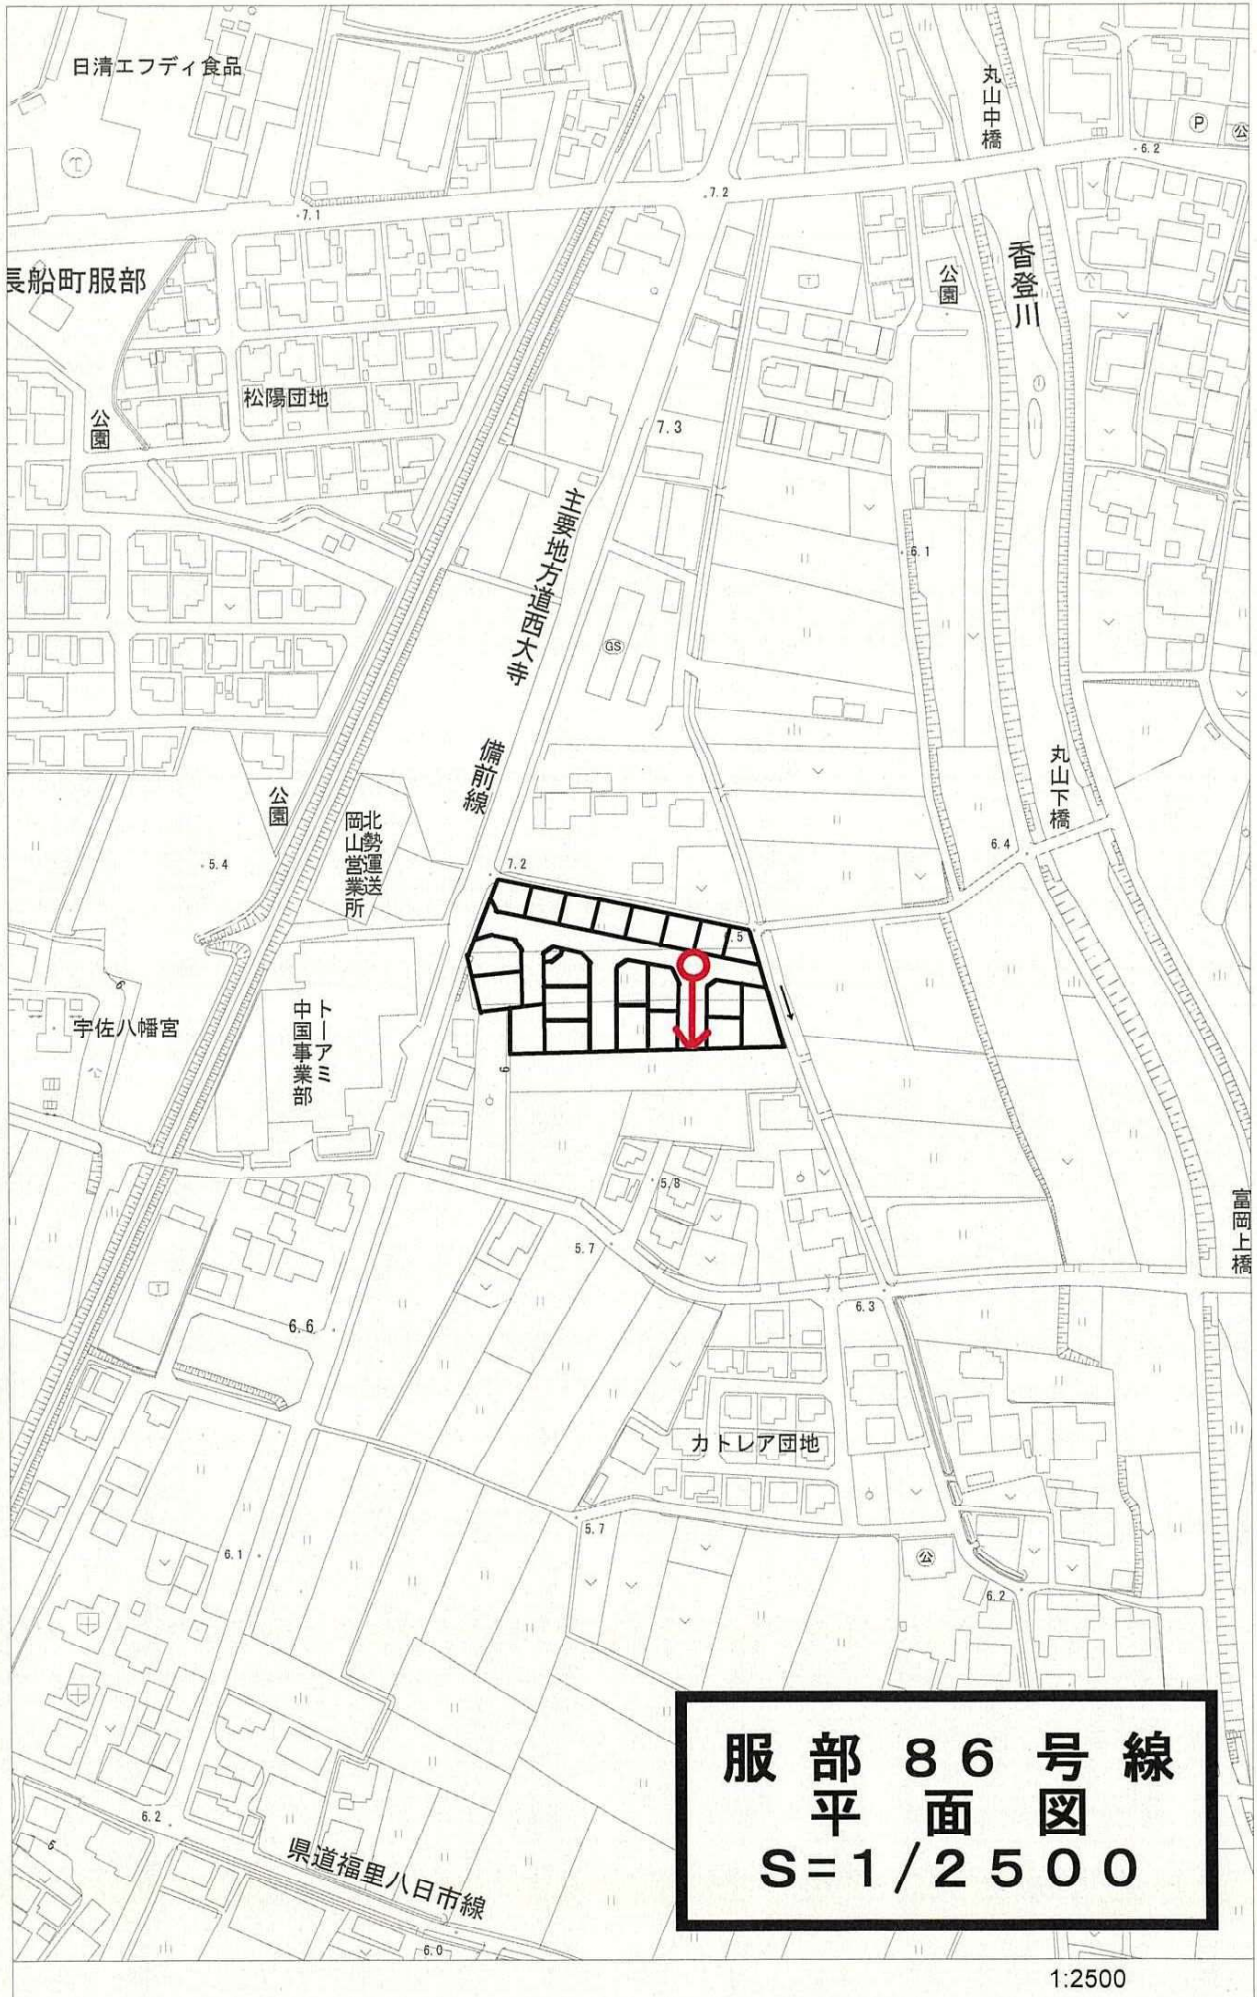 日清エフディ食品
丸山中橋
P
公
6.2
7.2
7.1
長船町服部
香登川
公園
松陽団地
公園
7.3
主要地方道西大寺
6.1
GS
備前線
丸山下橋
公園
北勢運送
岡山営業所
6.4
5.4
7.2
.5
宇佐八幡宮
トーアミ
中国事業部
6
6
5.8
富岡上橋
5.7
6.3
6.6
カトレア団地
5.7
6.1
公
6.2
服部86号線
平面図
S=1/2500
6.2
県道福里八日市線
6.0
1:2500